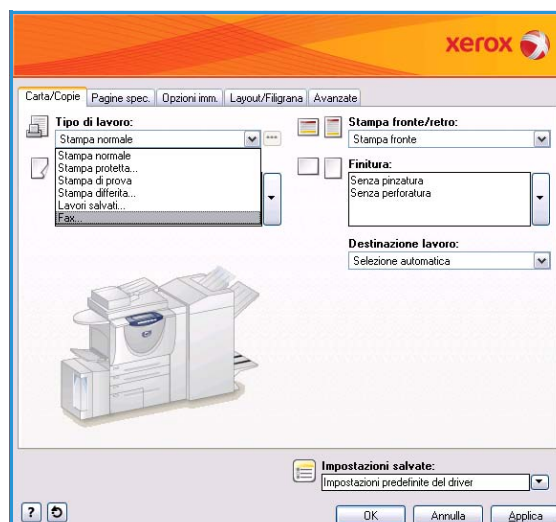 xerox
Carta/Copie Pagine spec. Opzioni imm. Layout/Filigrana Avanzate
Tipo di lavoro:
Stampa normale
Stampa normale
Stampa protetta...
Stampa di prova
Stampa differita...
Lavori salvati...
Fax...
Stampa fronte/retro:
Stampa fronte
Finitura:
Senza pinzatura
Senza perforatura
Destinazione lavoro:
Selezione automatica
Impostazioni salvate:
Impostazioni predefinite del driver
? OK Annulla Applica